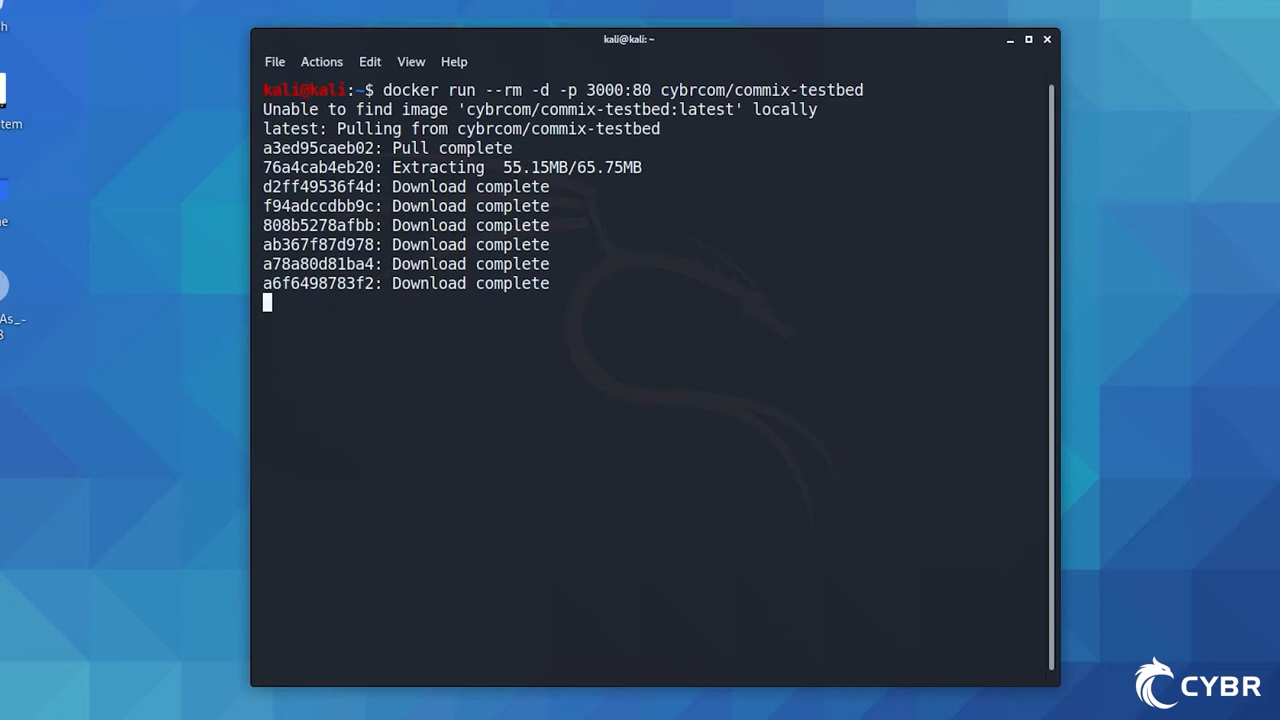 kali@kali: ~
File Actions Edit View Help
kali@kali:~$ docker run --rm -d -p 3000:80 cybrcom/commix-testbed
Unable to find image 'cybrcom/commix-testbed:latest' locally
latest: Pulling from cybrcom/commix-testbed
a3ed95caeb02: Pull complete
76a4cab4eb20: Extracting 55.15MB/65.75MB
d2ff49536f4d: Download complete
f94adccdbb9c: Download complete
808b5278afbb: Download complete
ab367f87d978: Download complete
a78a80d81ba4: Download complete
a6f6498783f2: Download complete
CYBR